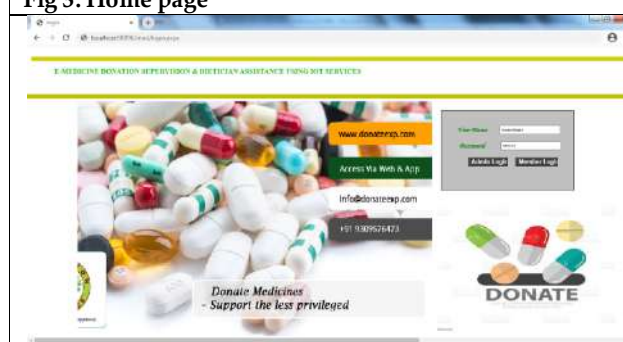 Fig 5. Home page
E-MEDICINE DONATION SUPERVISION & DIETICIAN ASSISTANCE USING IOT SERVICES
www.donateexp.com
Access Via Web & App
Info@donateexp.com
+91 9309526473
User Name
Password
Admin Login Member Login
Donate Medicines
- Support the less privileged
DONATE